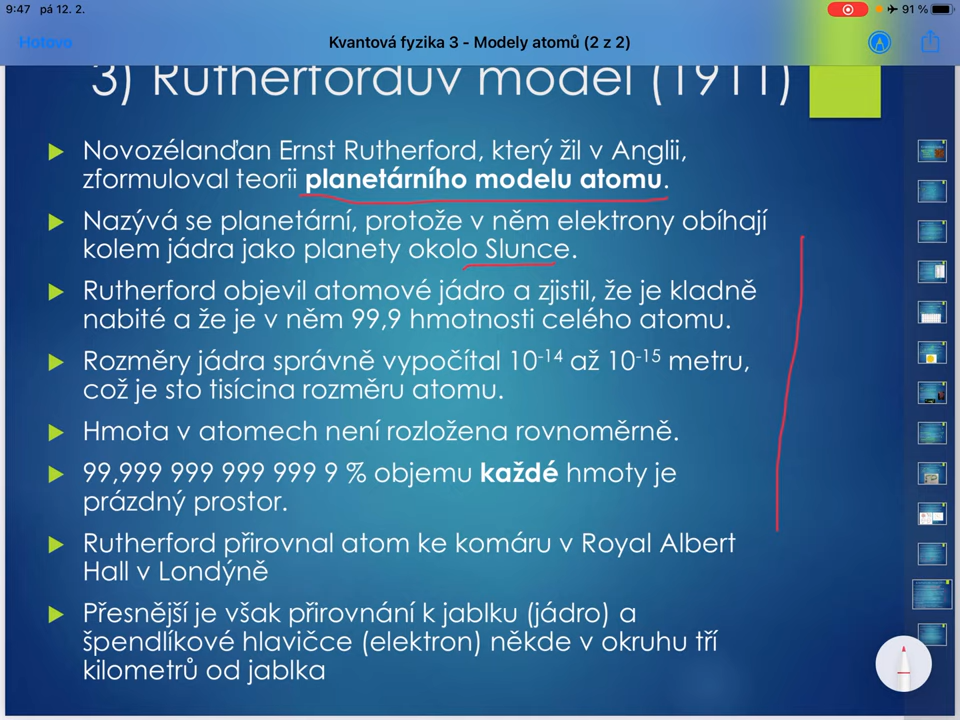 9:47 pá 12. 2.
91 %
Hotovo
Kvantová fyzika 3 - Modely atomů (2 z 2)
3) Rutherfordův model (1911)
Novozélanďan Ernst Rutherford, který žil v Anglii,
zformuloval teorii planetárního modelu atomu.
Nazývá se planetární, protože v něm elektrony obíhají
kolem jádra jako planety okolo Slunce.
Rutherford objevil atomové jádro a zjistil, že je kladně
nabité a že je v něm 99,9 hmotnosti celého atomu.
Rozměry jádra správně vypočítal 10⁻¹⁴ až 10⁻¹⁵ metru,
což je sto tisícina rozměru atomu.
Hmota v atomech není rozložena rovnoměrně.
99,999 999 999 999 9 % objemu každé hmoty je
prázdný prostor.
Rutherford přirovnal atom ke komáru v Royal Albert
Hall v Londýně
Přesnější je však přirovnání k jablku (jádro) a
špendlíkové hlavičce (elektron) někde v okruhu tří
kilometrů od jablka